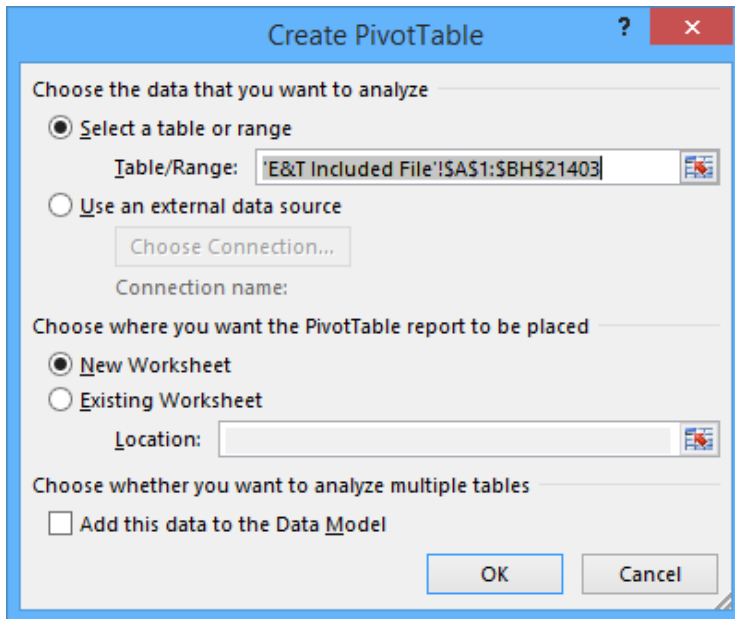 Create PivotTable
?
Choose the data that you want to analyze
Select a table or range
Table/Range: 'E&T Included File'!$A$1:$BH$21403
Use an external data source
Choose Connection...
Connection name:
Choose where you want the PivotTable report to be placed
New Worksheet
Existing Worksheet
Location:
Choose whether you want to analyze multiple tables
Add this data to the Data Model
OK Cancel